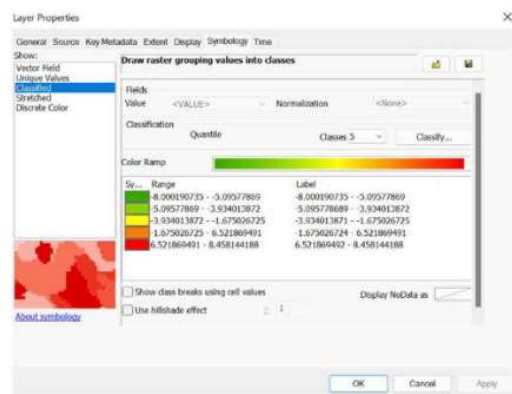 Layer Properties
General Source Key Metadata Extent Display Symbology Time
Show:
Vector Field
Unique Values
Classified
Stretched
Discrete Color
About symbology
Draw raster grouping values into classes
Fields
Value <VALUE> Normalization <None>
Classification
Quantile Classes 5 Classify...
Color Ramp
Sy... Range Label
-8.000190735 - -5.09577869 -8.000190735 - -5.09577869
-5.09577869 - -3.934013872 -5.095778689 - -3.934013872
-3.934013872 - -1.675026725 -3.934013871 - -1.675026725
-1.675026725 - 6.521869491 -1.675026724 - 6.521869491
6.521869491 - 8.458144188 6.521869492 - 8.458144188
Show class breaks using cell values Display NoData as
Use hillshade effect Z: 1
OK Cancel Apply